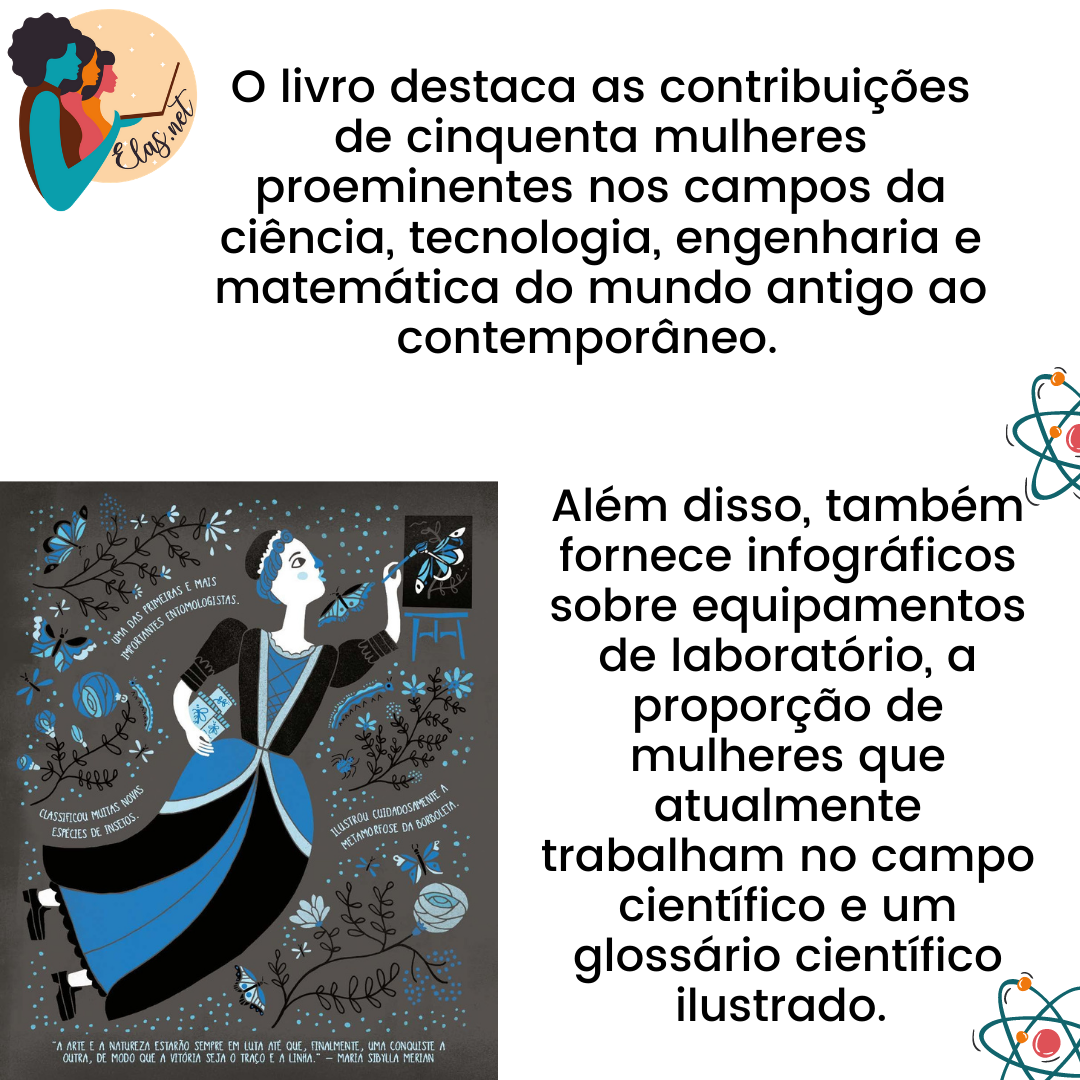 Elas.net
O livro destaca as contribuições
de cinquenta mulheres
proeminentes nos campos da
ciência, tecnologia, engenharia e
matemática do mundo antigo ao
contemporâneo.
Além disso, também
fornece infográficos
sobre equipamentos
de laboratório, a
proporção de
mulheres que
atualmente
trabalham no campo
científico e um
glossário científico
ilustrado.
UMA DAS PRIMEIRAS E MAIS
IMPORTANTES ENTOMOLOGISTAS.
CLASSIFICOU MUITAS NOVAS
ESPÉCIES DE INSETOS.
ILUSTROU CUIDADOSAMENTE A
METAMORFOSE DA BORBOLETA.
"A ARTE E A NATUREZA ESTARÃO SEMPRE EM LUTA ATÉ QUE, FINALMENTE, UMA CONQUISTE A
OUTRA, DE MODO QUE A VITÓRIA SEJA O TRAÇO E A LINHA." – MARIA SIBYLLA MERIAN